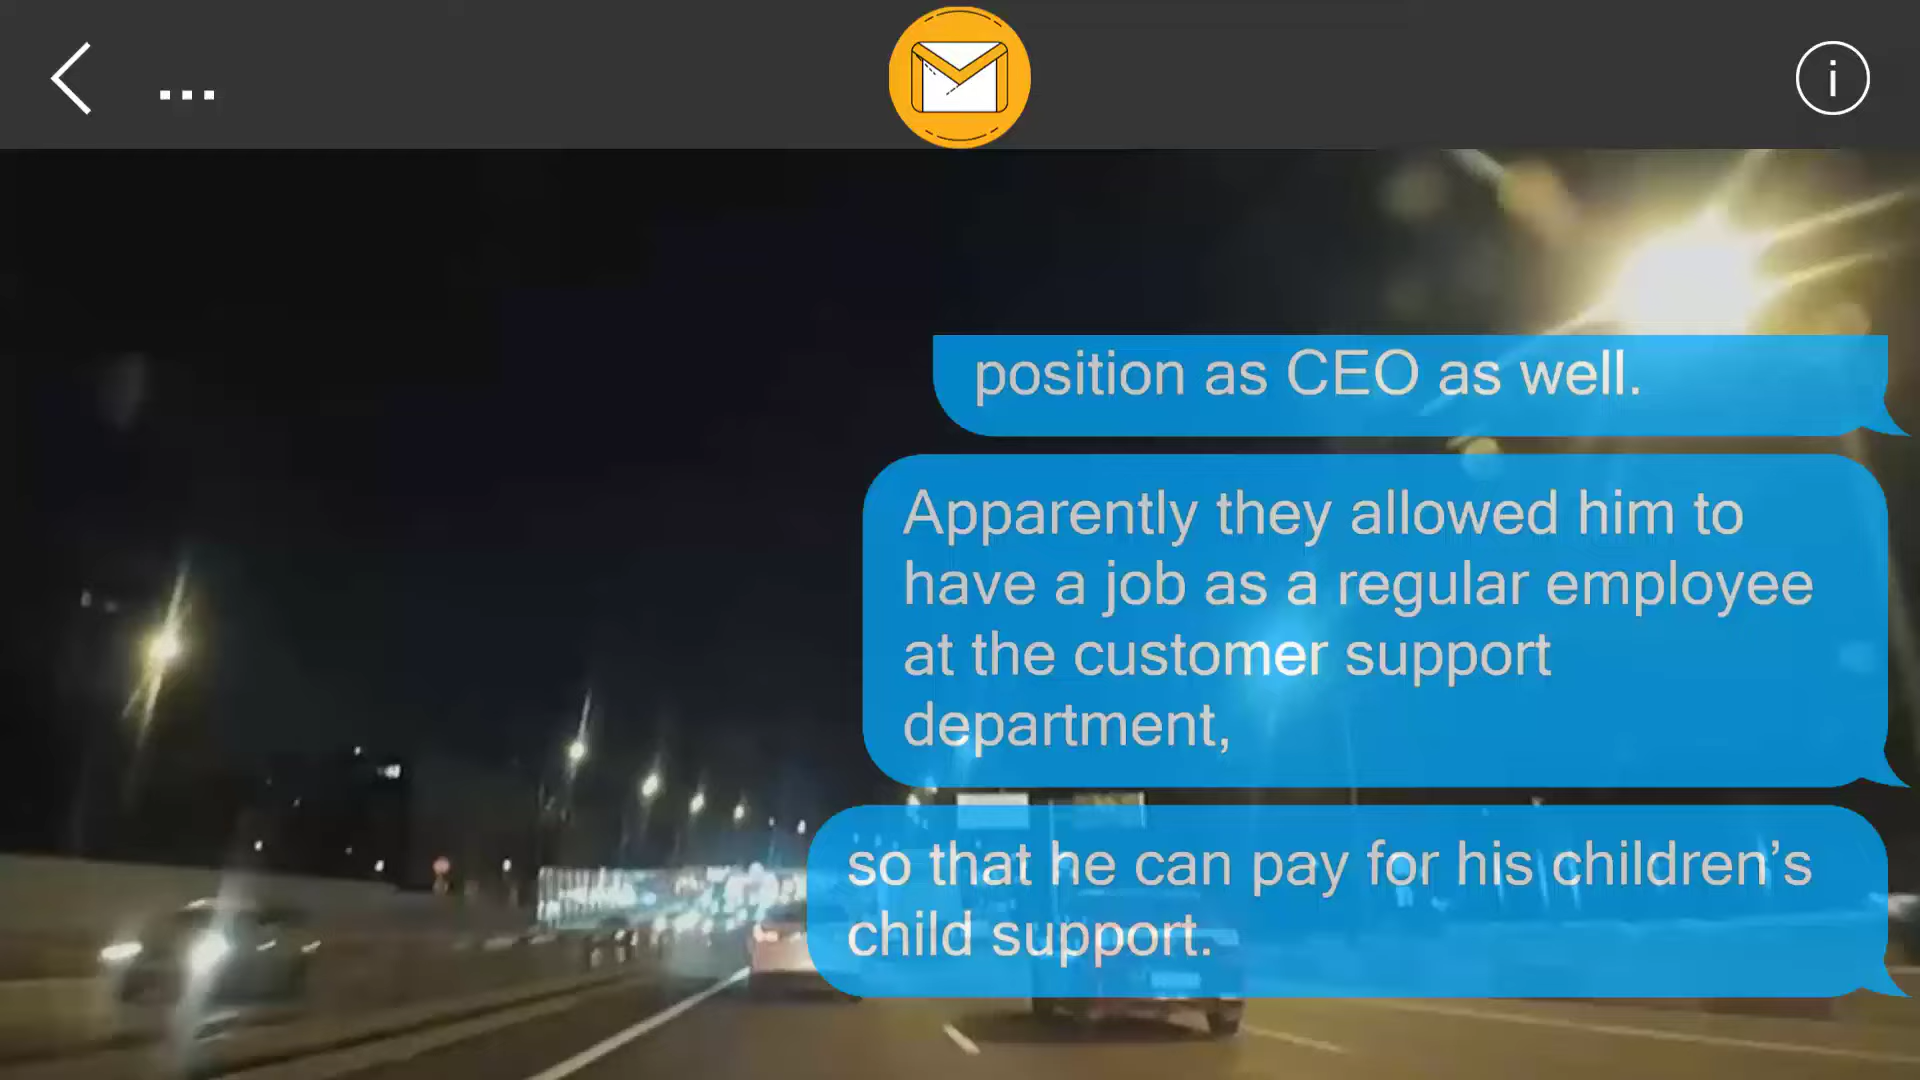 ...
position as CEO as well.
Apparently they allowed him to
have a job as a regular employee
at the customer support
department,
so that he can pay for his children’s
child support.